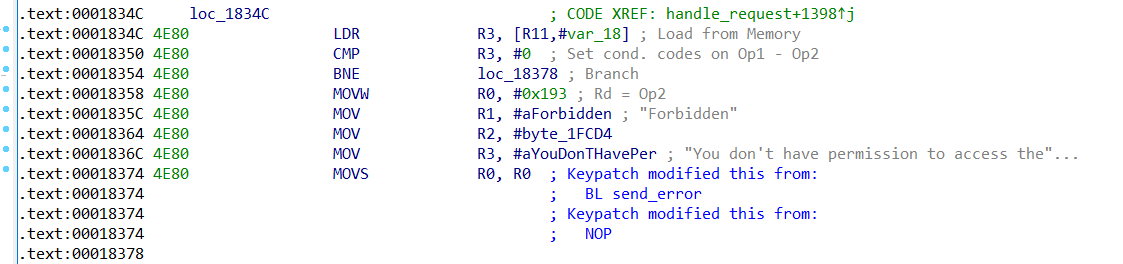 .text:0001834C loc_1834C ; CODE XREF: handle_request+1398↑j
.text:0001834C 4E80 LDR R3, [R11,#var_18] ; Load from Memory
.text:00018350 4E80 CMP R3, #0 ; Set cond. codes on Op1 - Op2
.text:00018354 4E80 BNE loc_18378 ; Branch
.text:00018358 4E80 MOVW R0, #0x193 ; Rd = Op2
.text:0001835C 4E80 MOV R1, #aForbidden ; "Forbidden"
.text:00018364 4E80 MOV R2, #byte_1FCD4
.text:0001836C 4E80 MOV R3, #aYouDonTHavePer ; "You don't have permission to access the"...
.text:00018374 4E80 MOVS R0, R0 ; Keypatch modified this from:
.text:00018374 ; BL send_error
.text:00018374 ; Keypatch modified this from:
.text:00018374 ; NOP
.text:00018378